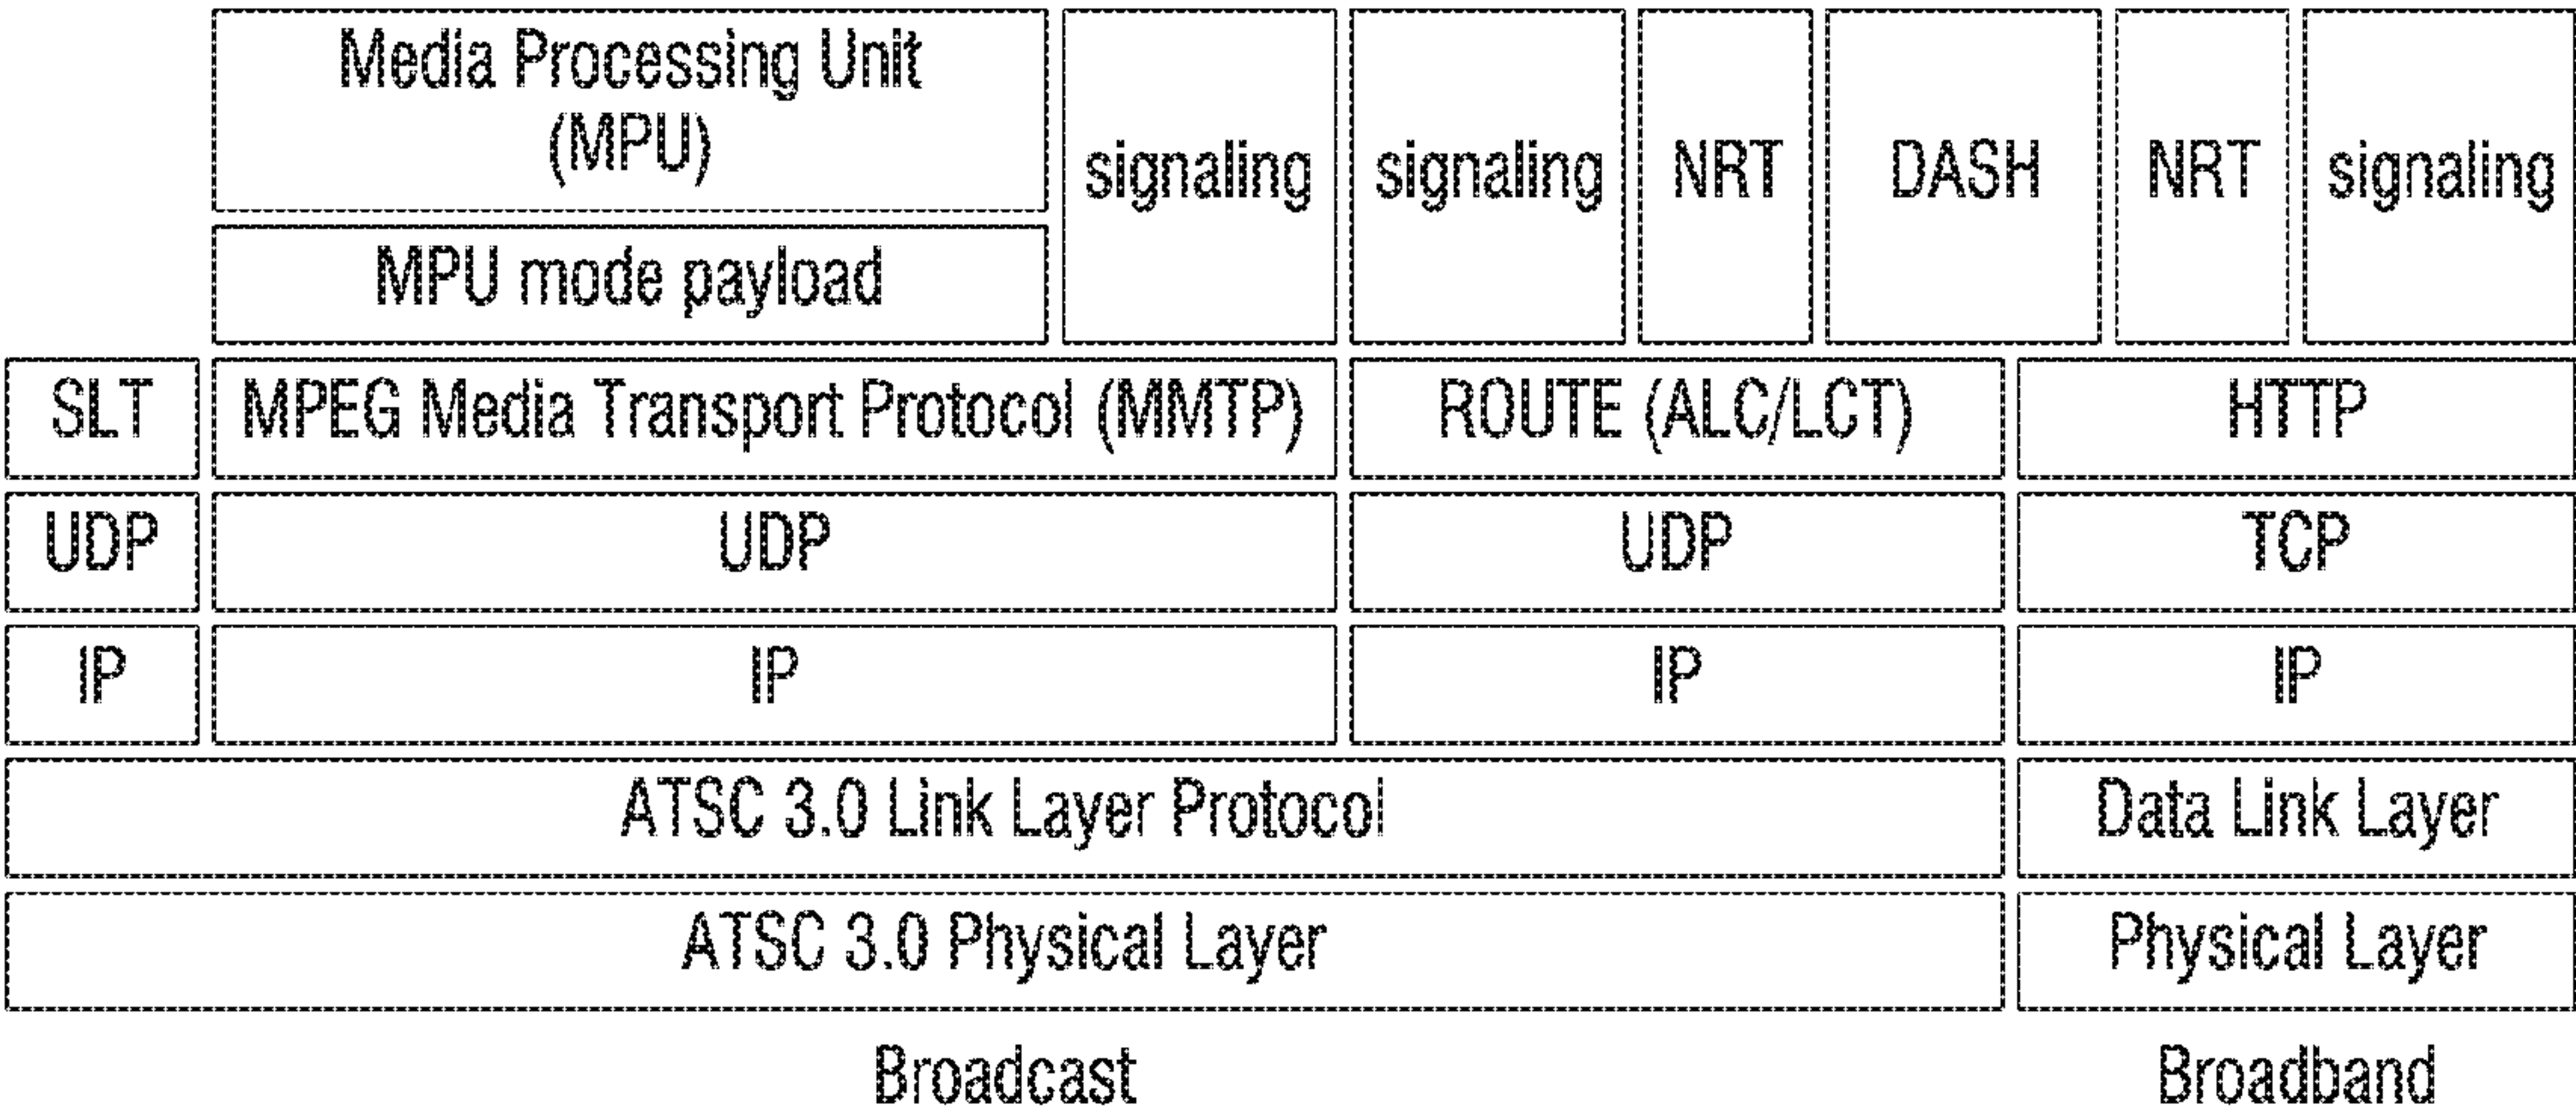 Media Processing Unit
(MPU)
signaling
signaling
NRT
DASH
NRT
signaling
MPU mode payload
SLT
MPEG Media Transport Protocol (MMTP)
ROUTE (ALC/LCT)
HTTP
UDP
UDP
UDP
TCP
IP
IP
IP
IP
ATSC 3.0 Link Layer Protocol
Data Link Layer
ATSC 3.0 Physical Layer
Physical Layer
Broadcast
Broadband